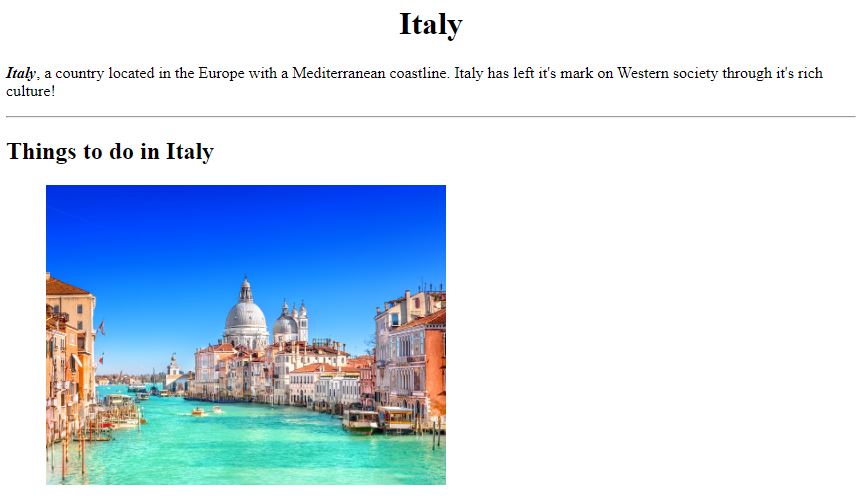 Italy
Italy, a country located in the Europe with a Mediterranean coastline. Italy has left it's mark on Western society through it's rich
culture!
Things to do in Italy